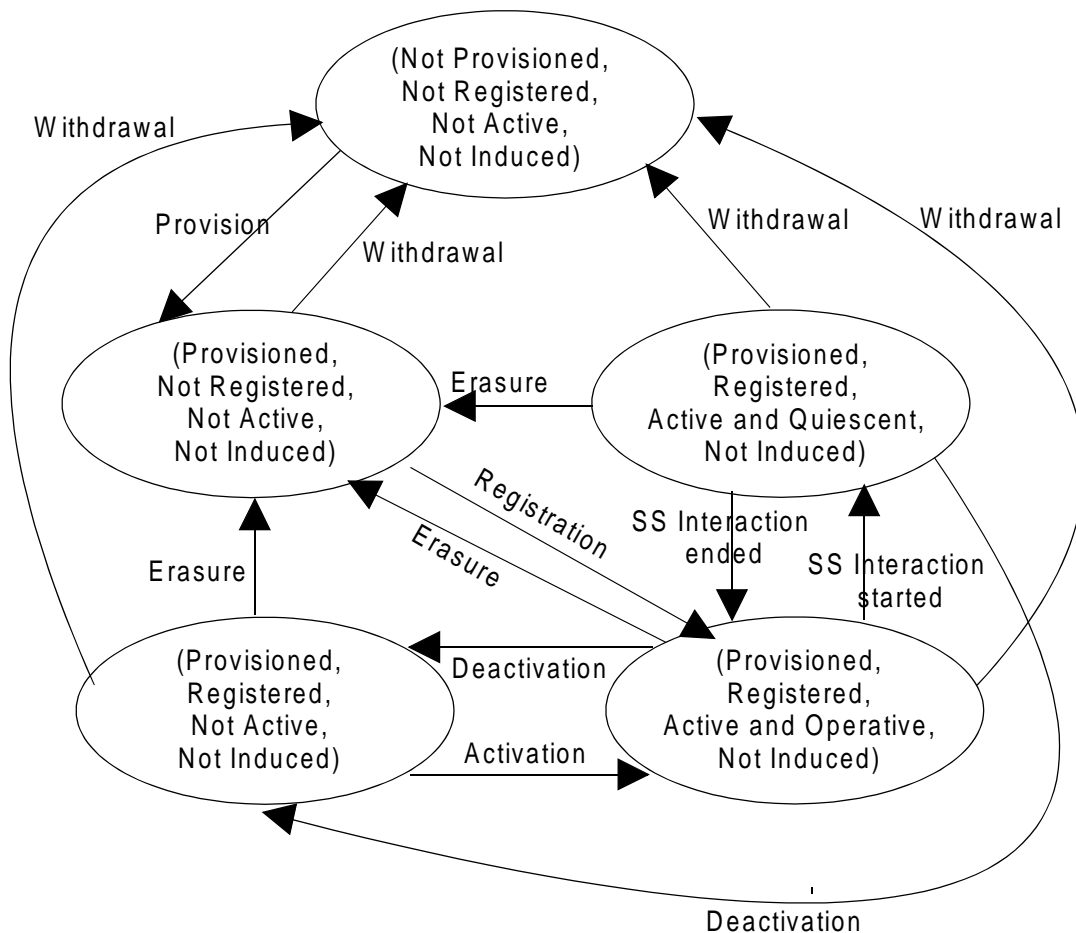 (Not Provisioned,
Not Registered,
Not Active,
Not Induced)
Withdrawal
Provision
Withdrawal
Withdrawal
Withdrawal
(Provisioned,
Not Registered,
Not Active,
Not Induced)
Erasure
(Provisioned,
Registered,
Active and Quiescent,
Not Induced)
Registration
Erasure
SS Interaction
ended
SS Interaction
started
Erasure
(Provisioned,
Registered,
Not Active,
Not Induced)
Deactivation
Activation
(Provisioned,
Registered,
Active and Operative,
Not Induced)
Deactivation